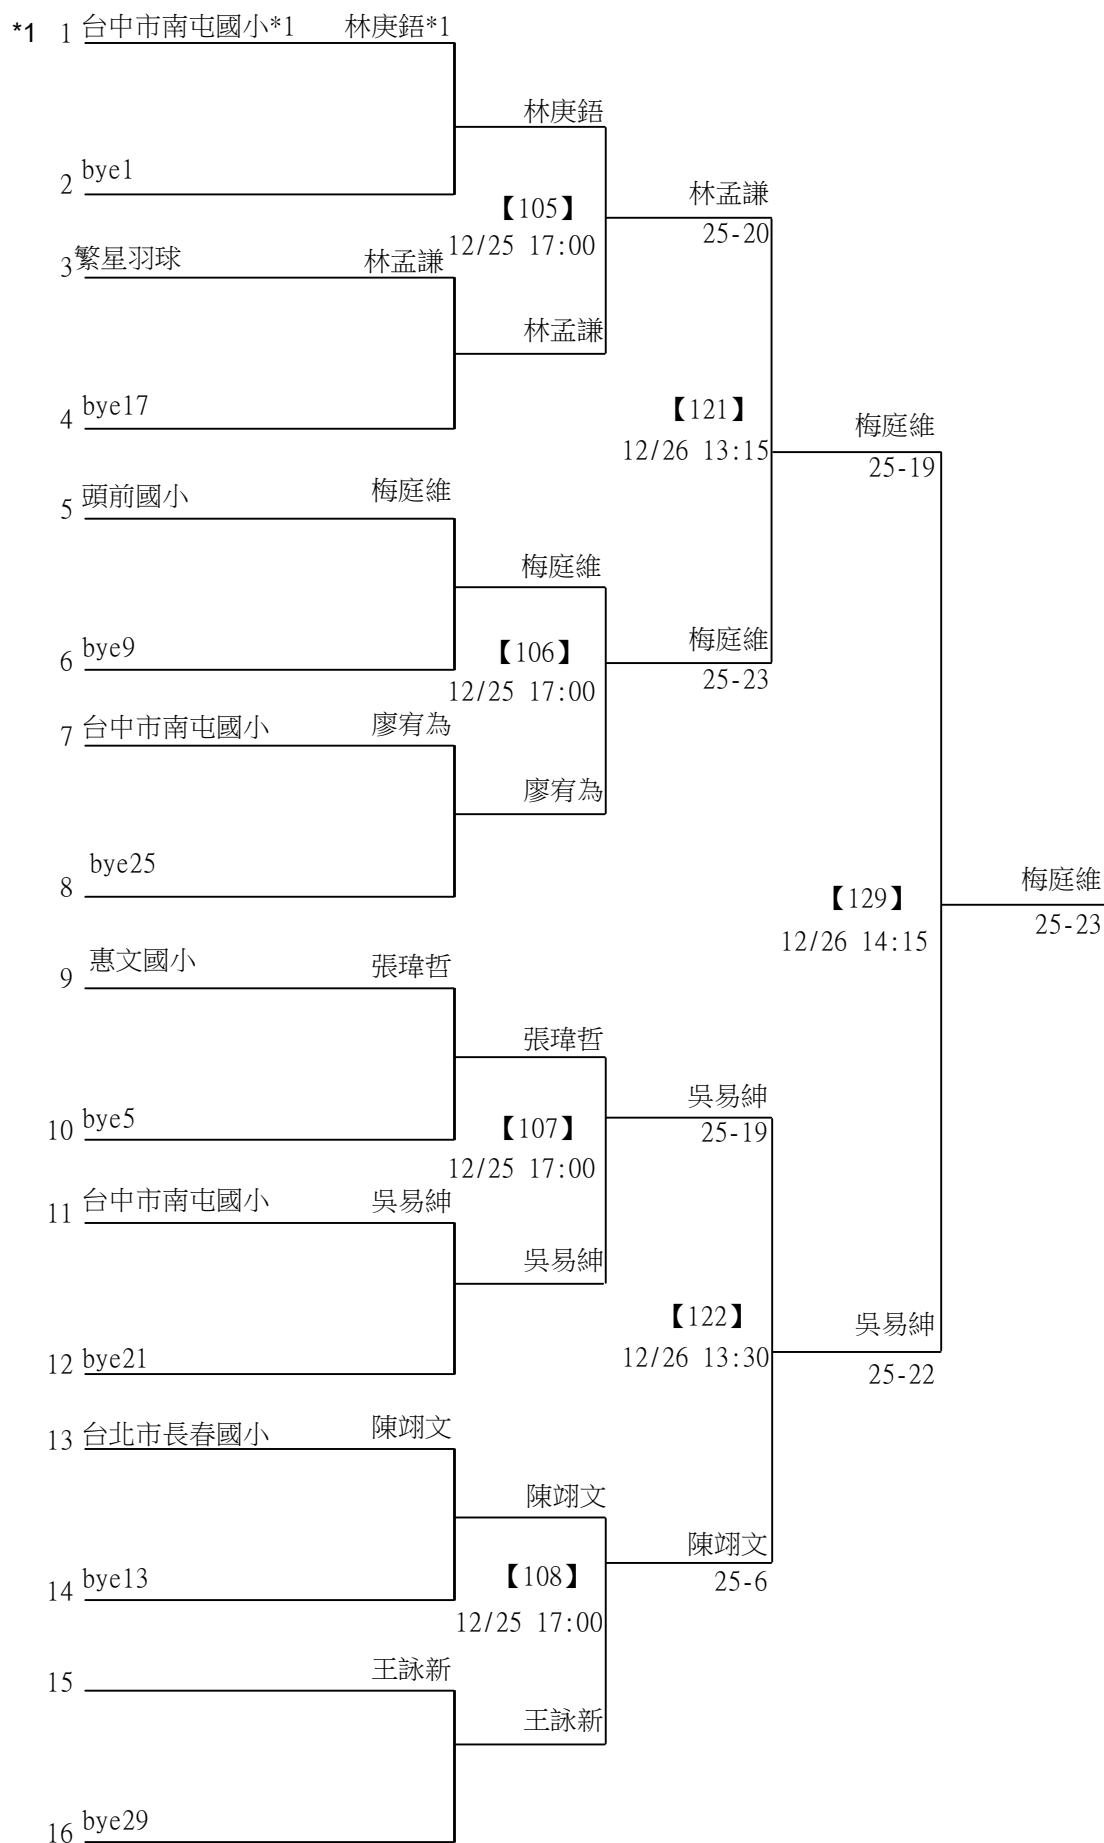 *1 1 台中市南屯國小*1 林庚鋙*1
林庚鋙
2 bye1
【105】
12/25 17:00
林孟謙
25-20
3 繁星羽球 林孟謙
林孟謙
4 bye17
【121】
12/26 13:15
梅庭維
25-19
5 頭前國小 梅庭維
梅庭維
6 bye9
【106】
12/25 17:00
梅庭維
25-23
7 台中市南屯國小 廖宥為
廖宥為
8 bye25
【129】
12/26 14:15
梅庭維
25-23
9 惠文國小 張瑋哲
張瑋哲
10 bye5
【107】
12/25 17:00
吳易紳
25-19
11 台中市南屯國小 吳易紳
吳易紳
12 bye21
【122】
12/26 13:30
吳易紳
25-22
13 台北市長春國小 陳翊文
陳翊文
14 bye13
【108】
12/25 17:00
陳翊文
25-6
15 王詠新
王詠新
16 bye29